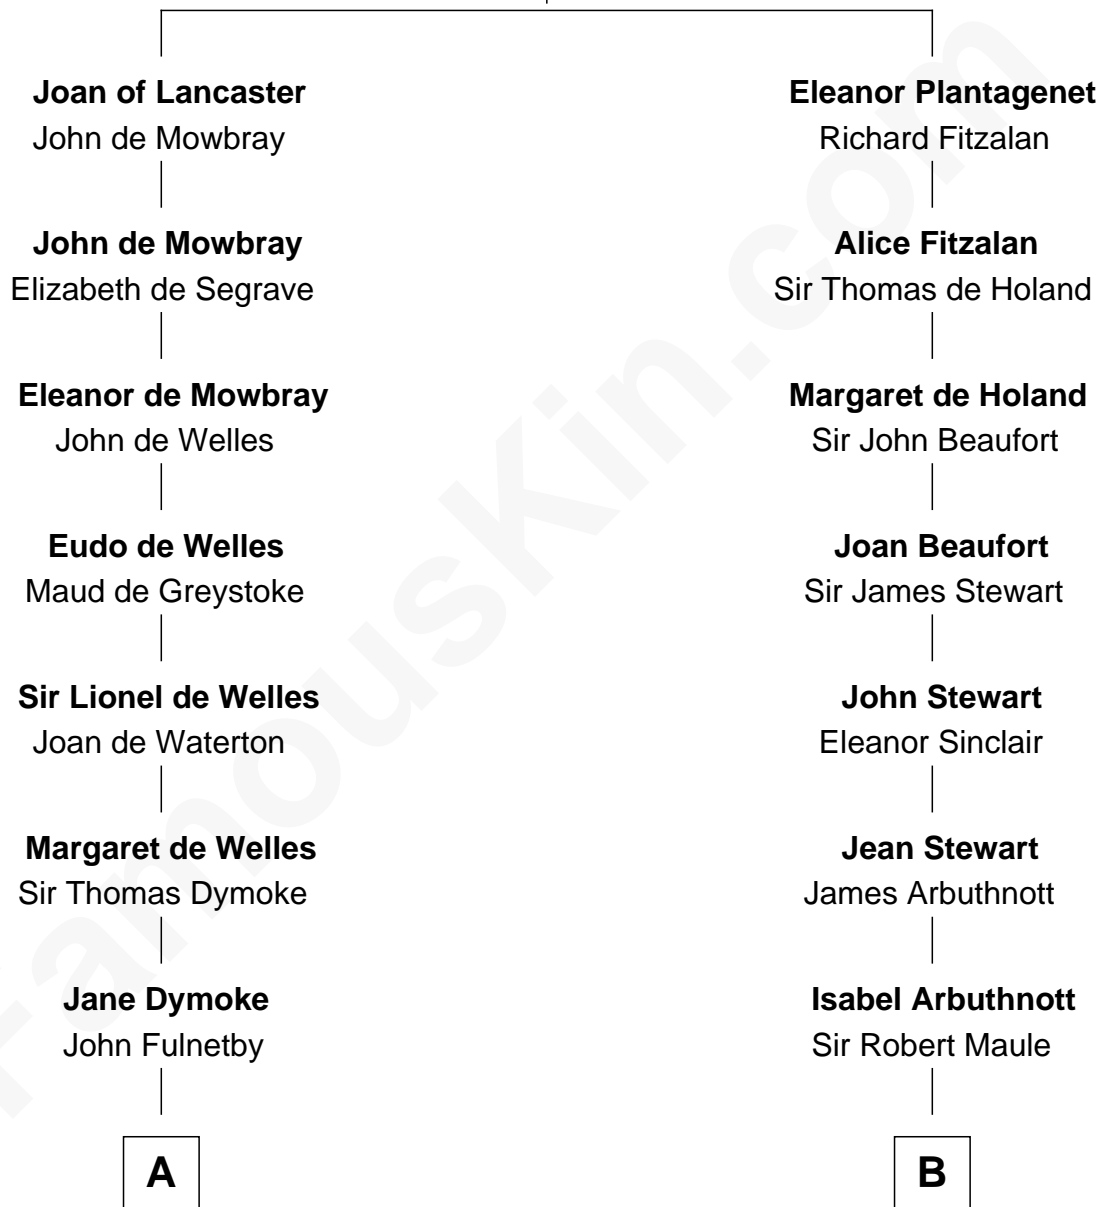 Joan of Lancaster
John de Mowbray
John de Mowbray
Elizabeth de Segrave
Eleanor de Mowbray
John de Welles
Eudo de Welles
Maud de Greystoke
Sir Lionel de Welles
Joan de Waterton
Margaret de Welles
Sir Thomas Dymoke
Jane Dymoke
John Fulnetby
A
Eleanor Plantagenet
Richard Fitzalan
Alice Fitzalan
Sir Thomas de Holand
Margaret de Holand
Sir John Beaufort
Joan Beaufort
Sir James Stewart
John Stewart
Eleanor Sinclair
Jean Stewart
James Arbuthnott
Isabel Arbuthnott
Sir Robert Maule
B
FamousKin.com